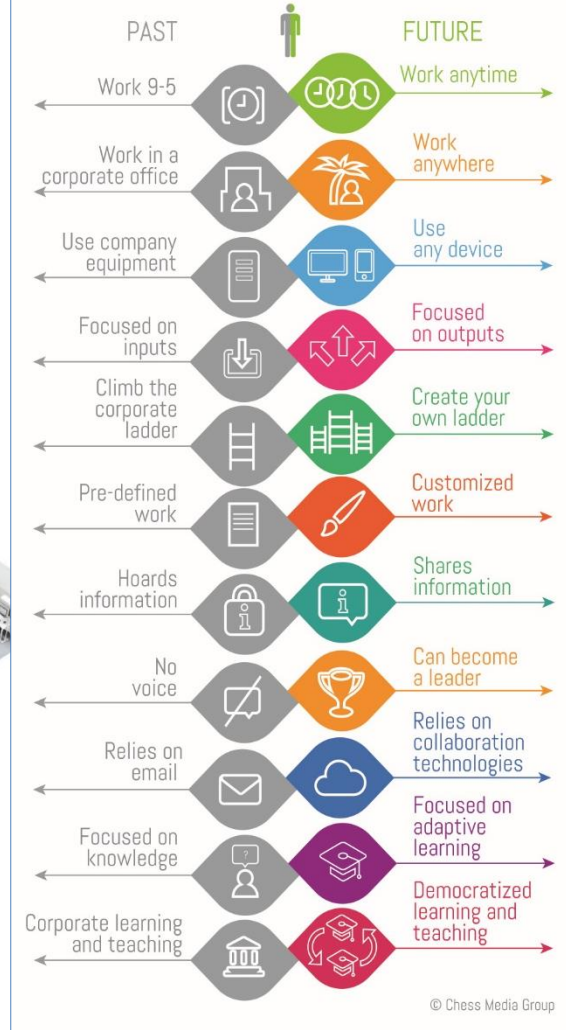 PAST
FUTURE
Work 9-5
Work anytime
Work in a
corporate office
Work
anywhere
Use company
equipment
Use
any device
Focused on
inputs
Focused
on outputs
Climb the
corporate
ladder
Create your
own ladder
Pre-defined
work
Customized
work
Hoards
information
i
Shares
information
i
No
voice
Can become
a leader
Relies on
email
Relies on
collaboration
technologies
Focused on
knowledge
?
Focused on
adaptive
learning
Corporate learning
and teaching
Democratized
learning and
teaching
© Chess Media Group